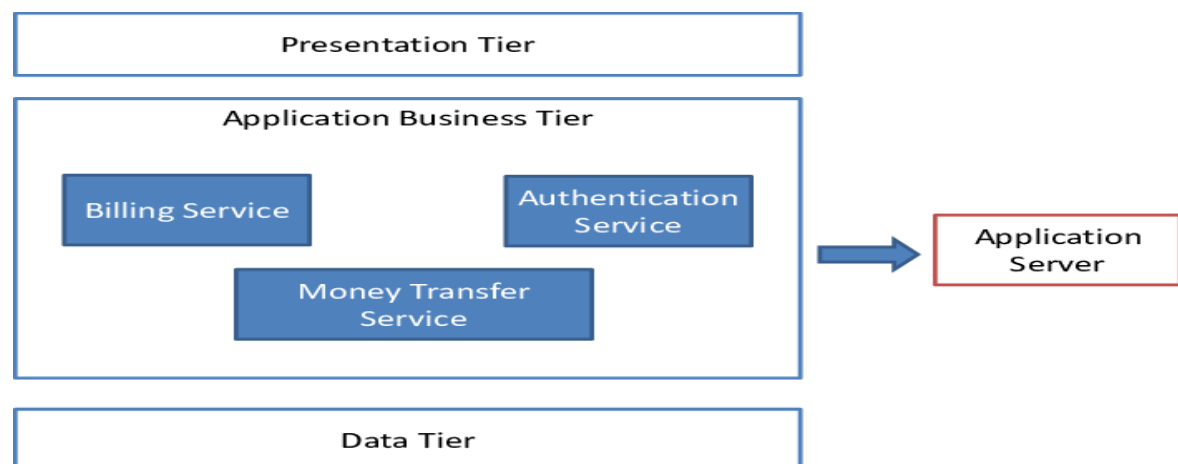 Presentation Tier
Application Business Tier
Billing Service
Authentication
Service
Money Transfer
Service
Application
Server
Data Tier